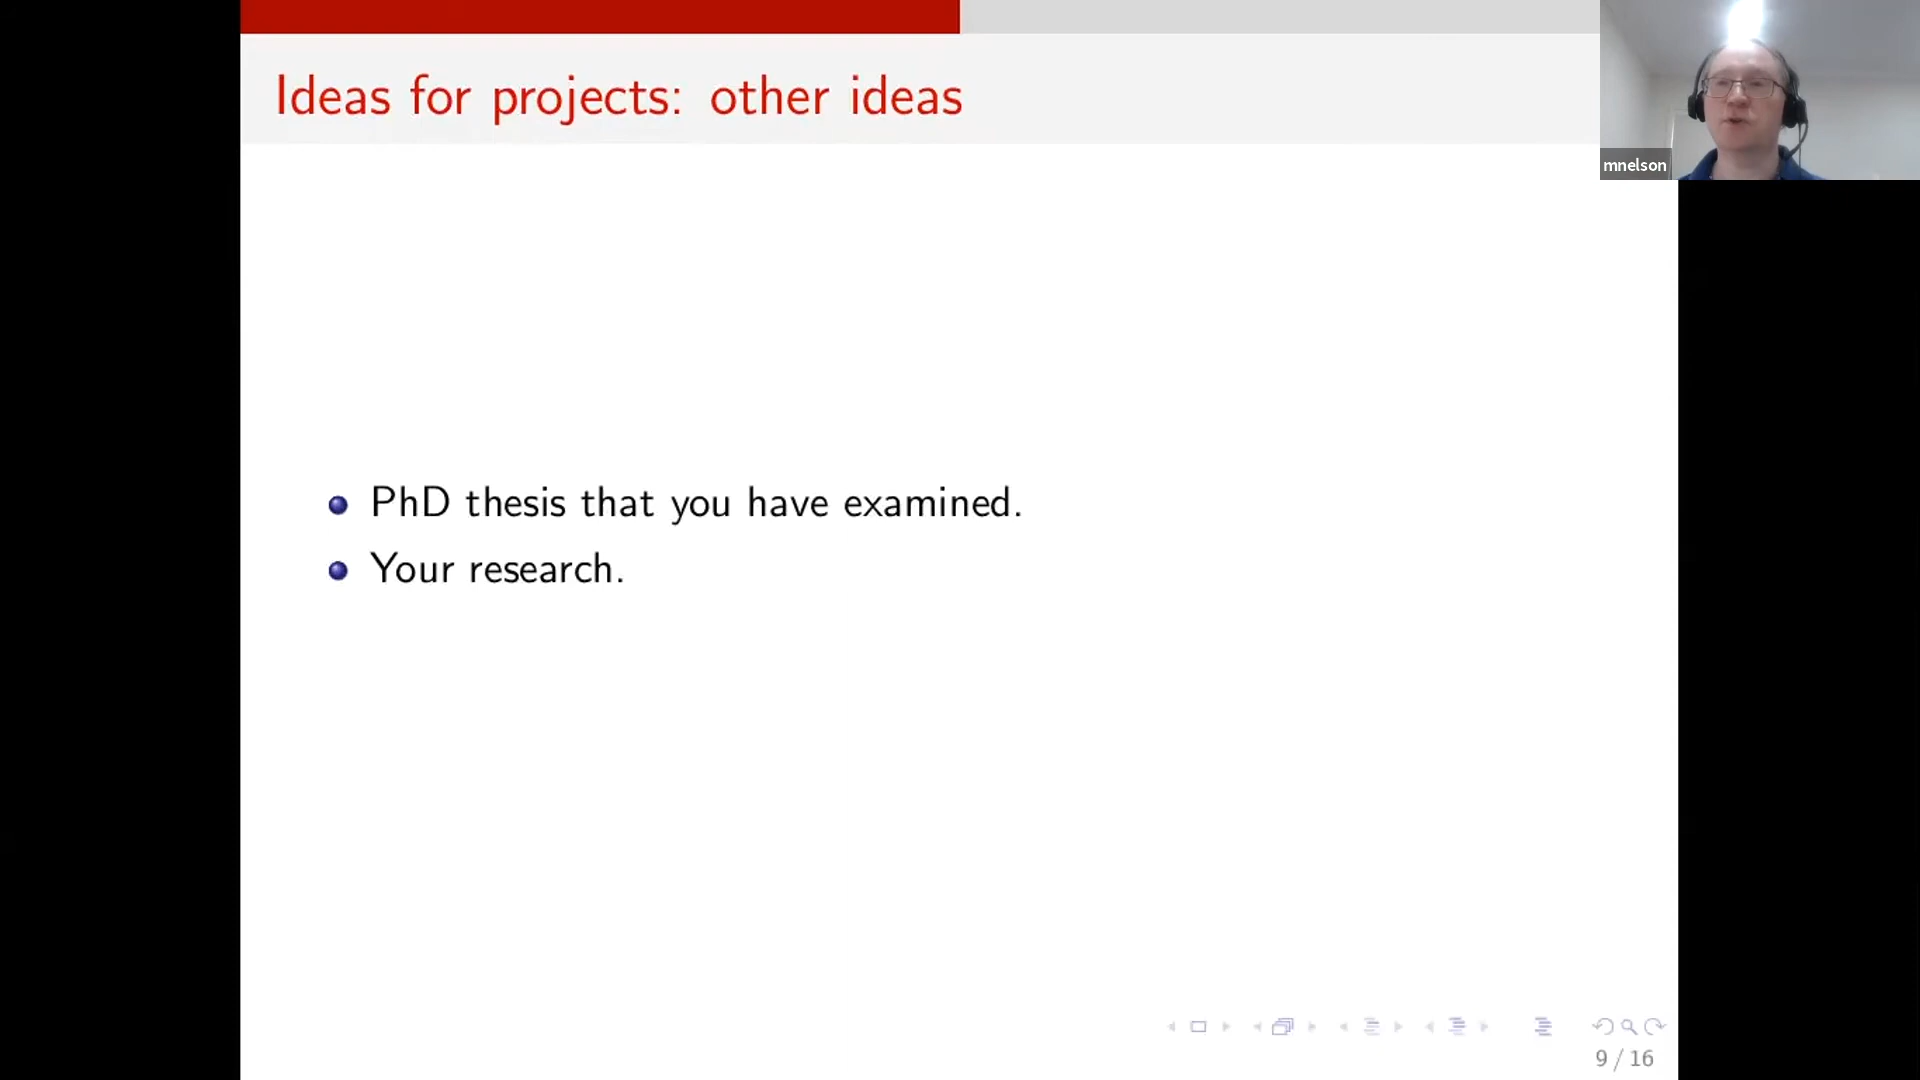 Ideas for projects: other ideas
mnelson
PhD thesis that you have examined.
Your research.
9 / 16